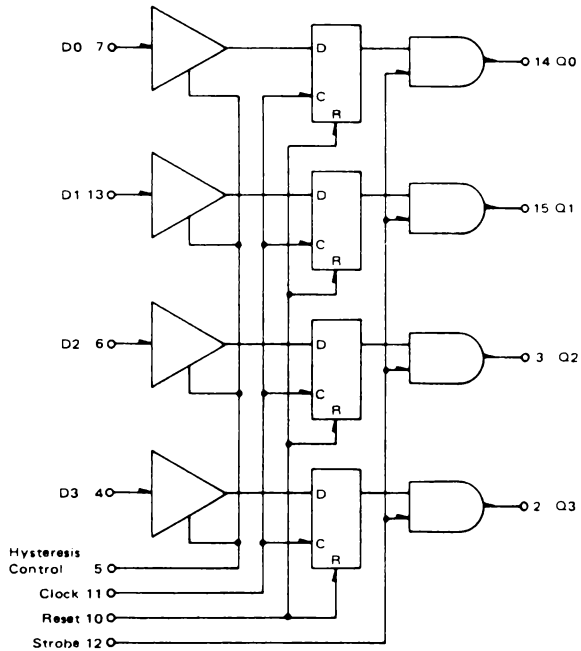 D0 7 D 14 Q0
C
R
D1 13 D 15 Q1
C
R
D2 6 D 3 Q2
C
R
D3 4 D 2 Q3
C
Hysteresis
Control 5 R
Clock 11
Reset 10
Strobe 12